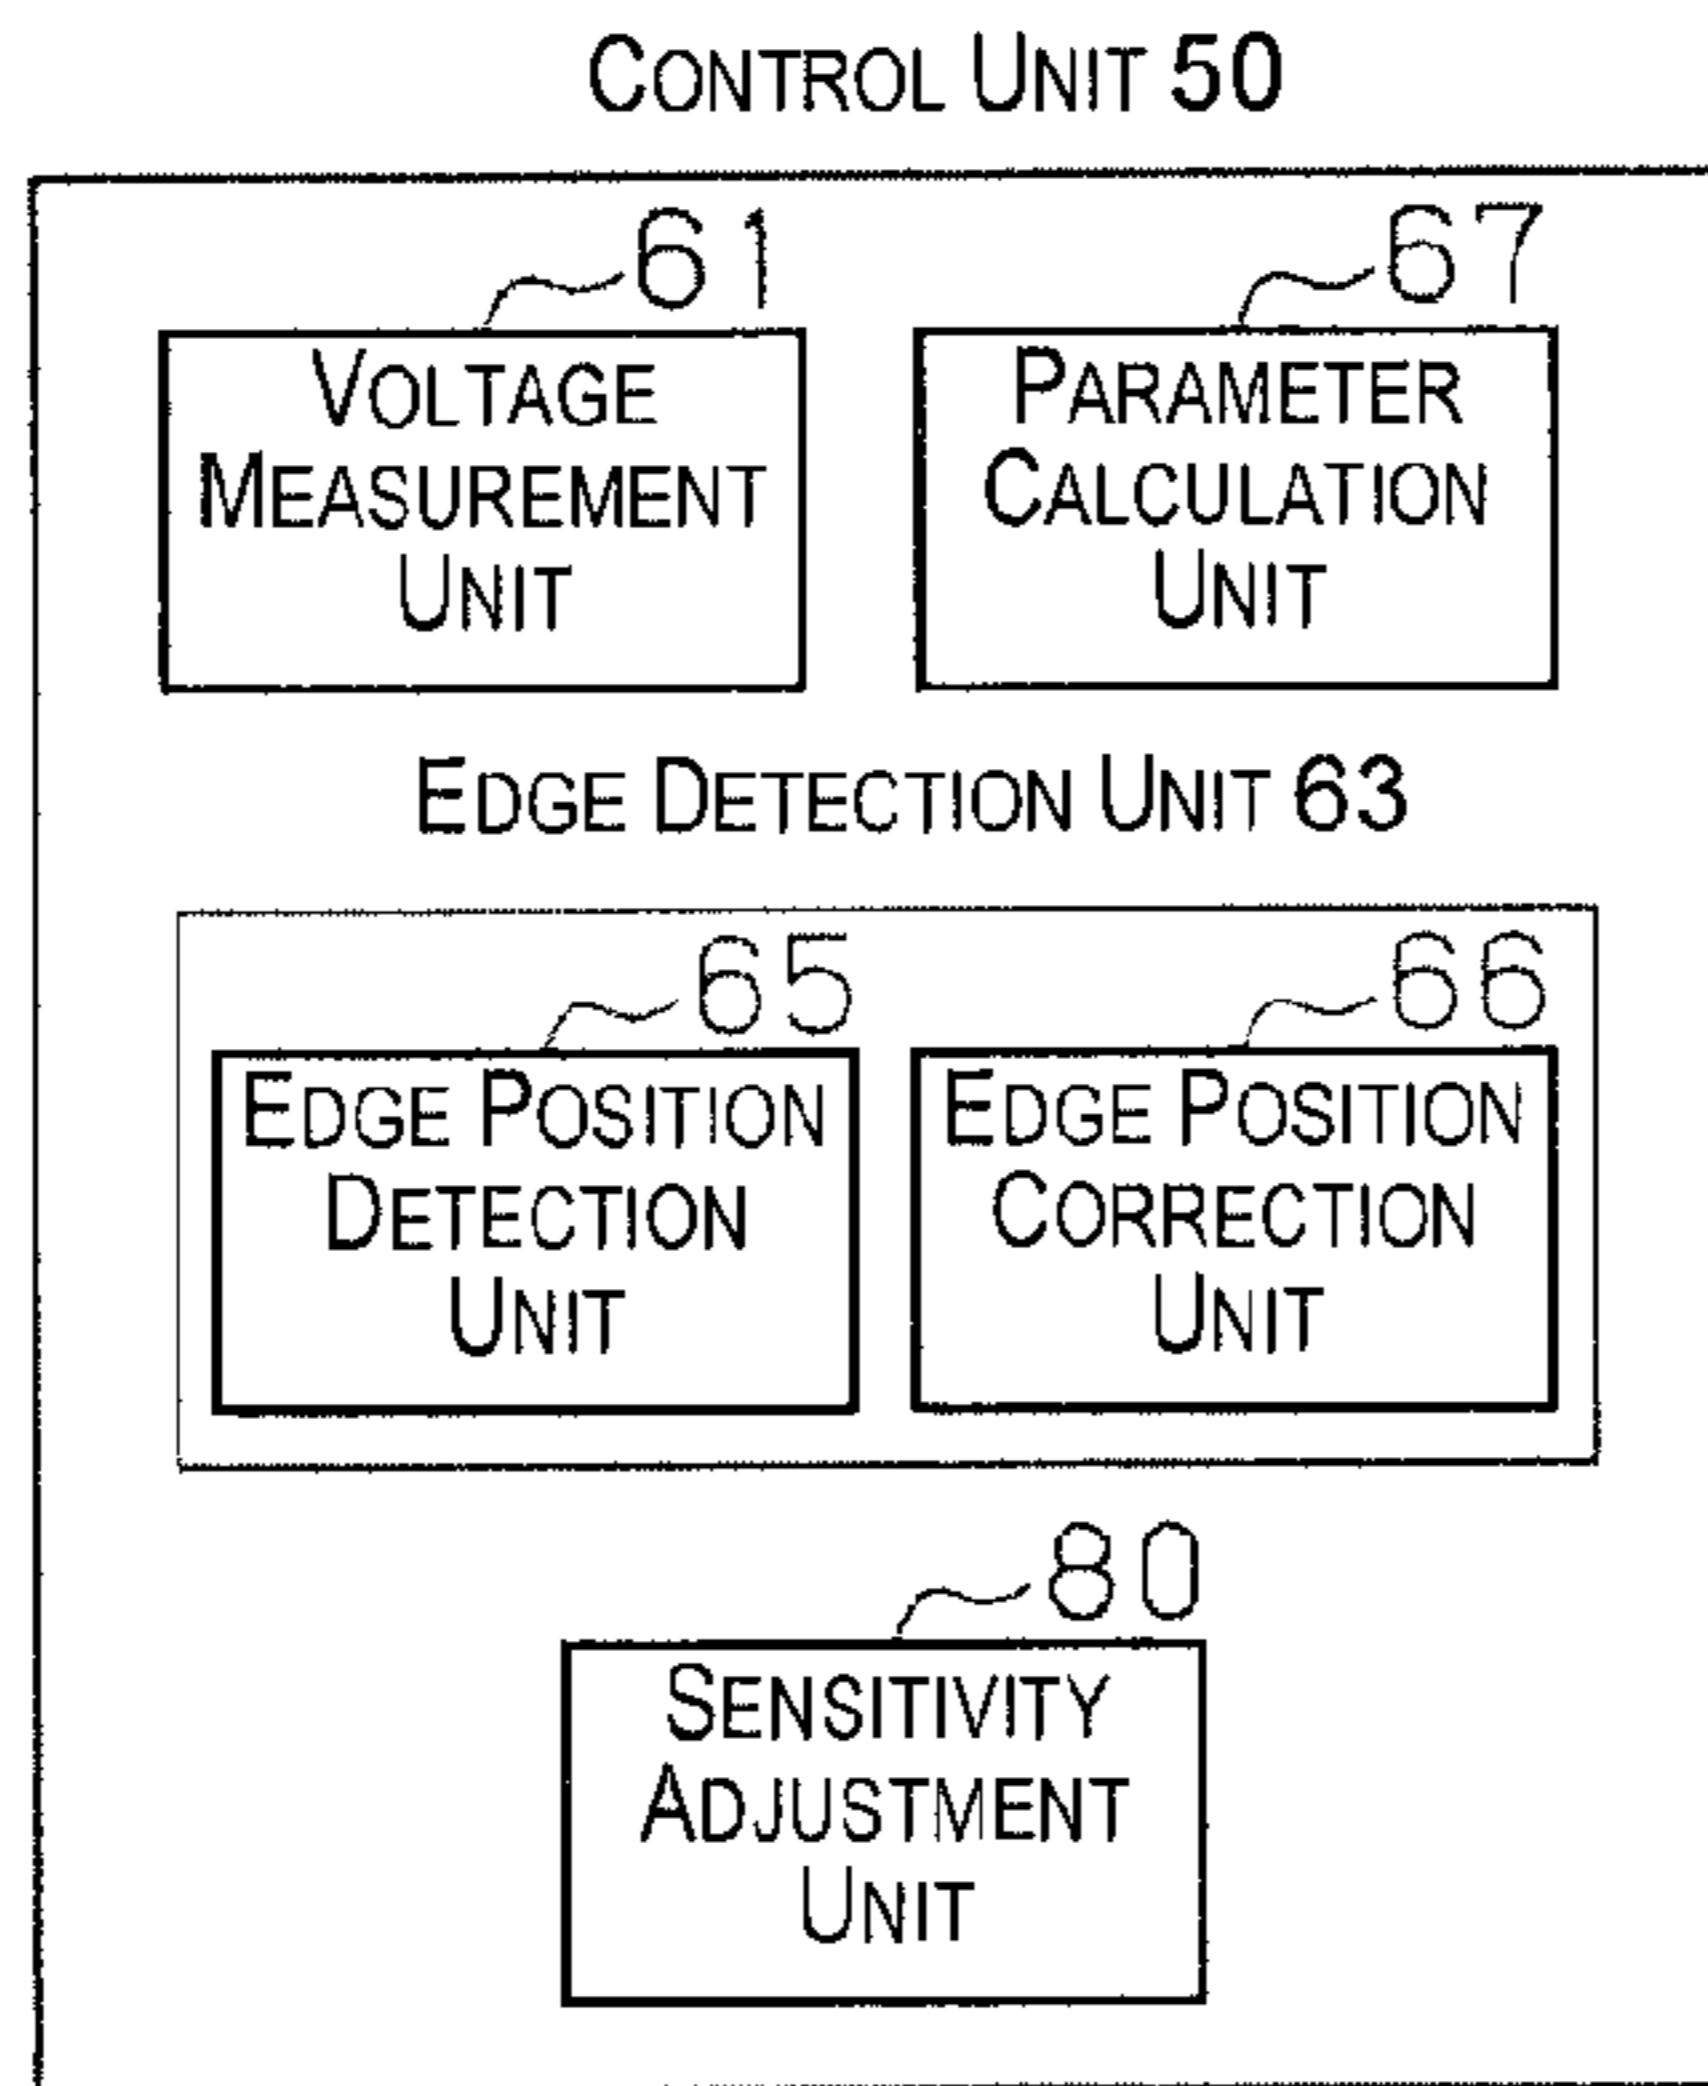 CONTROL UNIT 50
61
67
VOLTAGE
MEASUREMENT
UNIT
PARAMETER
CALCULATION
UNIT
EDGE DETECTION UNIT 63
65
66
EDGE POSITION
DETECTION
UNIT
EDGE POSITION
CORRECTION
UNIT
80
SENSITIVITY
ADJUSTMENT
UNIT